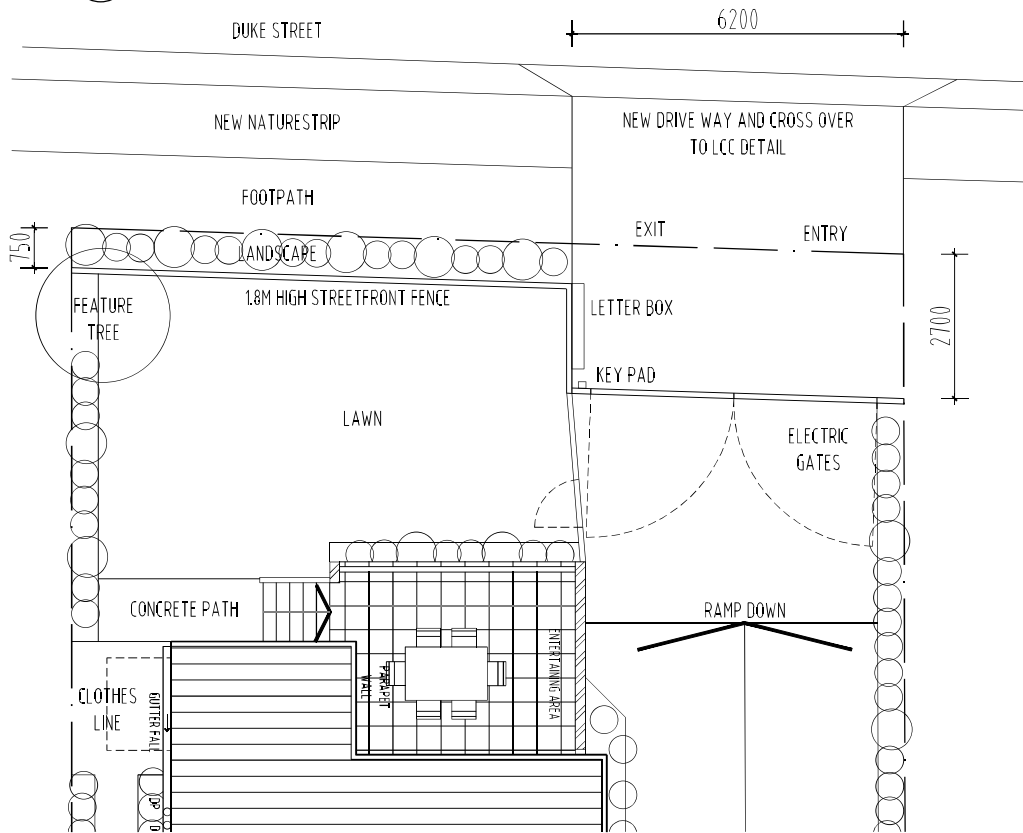 6200
DUKE STREET
NEW NATURESTRIP
NEW DRIVE WAY AND CROSS OVER
TO LCC DETAIL
FOOTPATH
EXIT
ENTRY
750
LANDSCAPE
1.8M HIGH STREETFRONT FENCE
FEATURE
TREE
LETTER BOX
2700
KEY PAD
LAWN
ELECTRIC
GATES
CONCRETE PATH
RAMP DOWN
ENTERTAINING AREA
PARAPET
WALL
CLOTHES
LINE
GUTTER FALL
DP